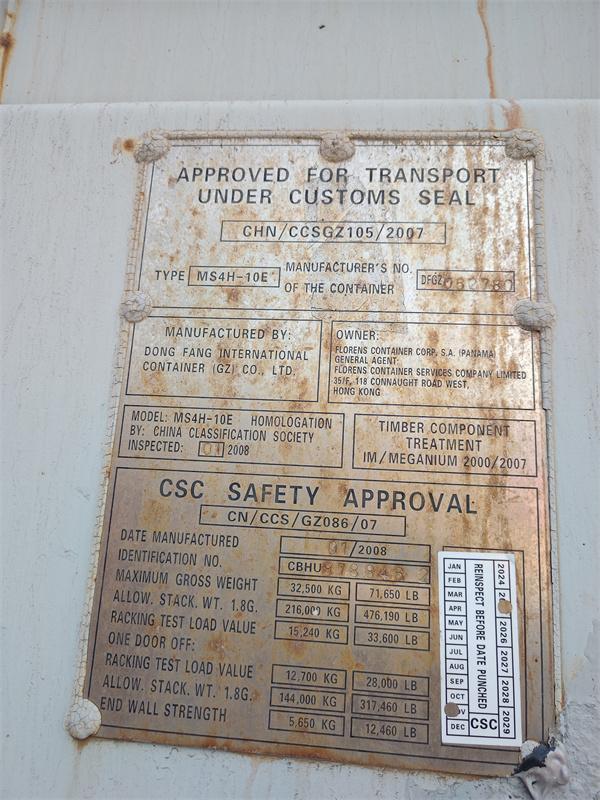 APPROVED FOR TRANSPORT
UNDER CUSTOMS SEAL
CHN/CCSGZ105/2007
TYPE MS4H-10E MANUFACTURER'S NO.
OF THE CONTAINER DFGZ
MANUFACTURED BY:
DONG FANG INTERNATIONAL
CONTAINER (GZ) CO., LTD.
OWNER:
FLORENS CONTAINER CORP. S.A. (PANAMA)
GENERAL AGENT:
FLORENS CONTAINER SERVICES COMPANY LIMITED
35/F, 118 CONNAUGHT ROAD WEST,
HONG KONG
MODEL: MS4H-10E HOMOLOGATION
BY: CHINA CLASSIFICATION SOCIETY
INSPECTED: 01 2008
TIMBER COMPONENT
TREATMENT
IM/MEGANIUM 2000/2007
CSC SAFETY APPROVAL
CN/CCS/GZ086/07
DATE MANUFACTURED 01/2008
IDENTIFICATION NO. CBHU
MAXIMUM GROSS WEIGHT 32,500 KG 71,650 LB
ALLOW. STACK. WT. 1.8G. 216,000 KG 476,190 LB
RACKING TEST LOAD VALUE 15,240 KG 33,600 LB
ONE DOOR OFF:
RACKING TEST LOAD VALUE 12,700 KG 28,000 LB
ALLOW. STACK. WT. 1.8G. 144,000 KG 317,460 LB
END WALL STRENGTH 5,650 KG 12,460 LB
JAN
FEB
MAR
APR
MAY
JUN
JUL
AUG
SEP
OCT
DEC
REINSPECT BEFORE DATE PUNCHED
CSC
2024 2026 2027 2028 2029